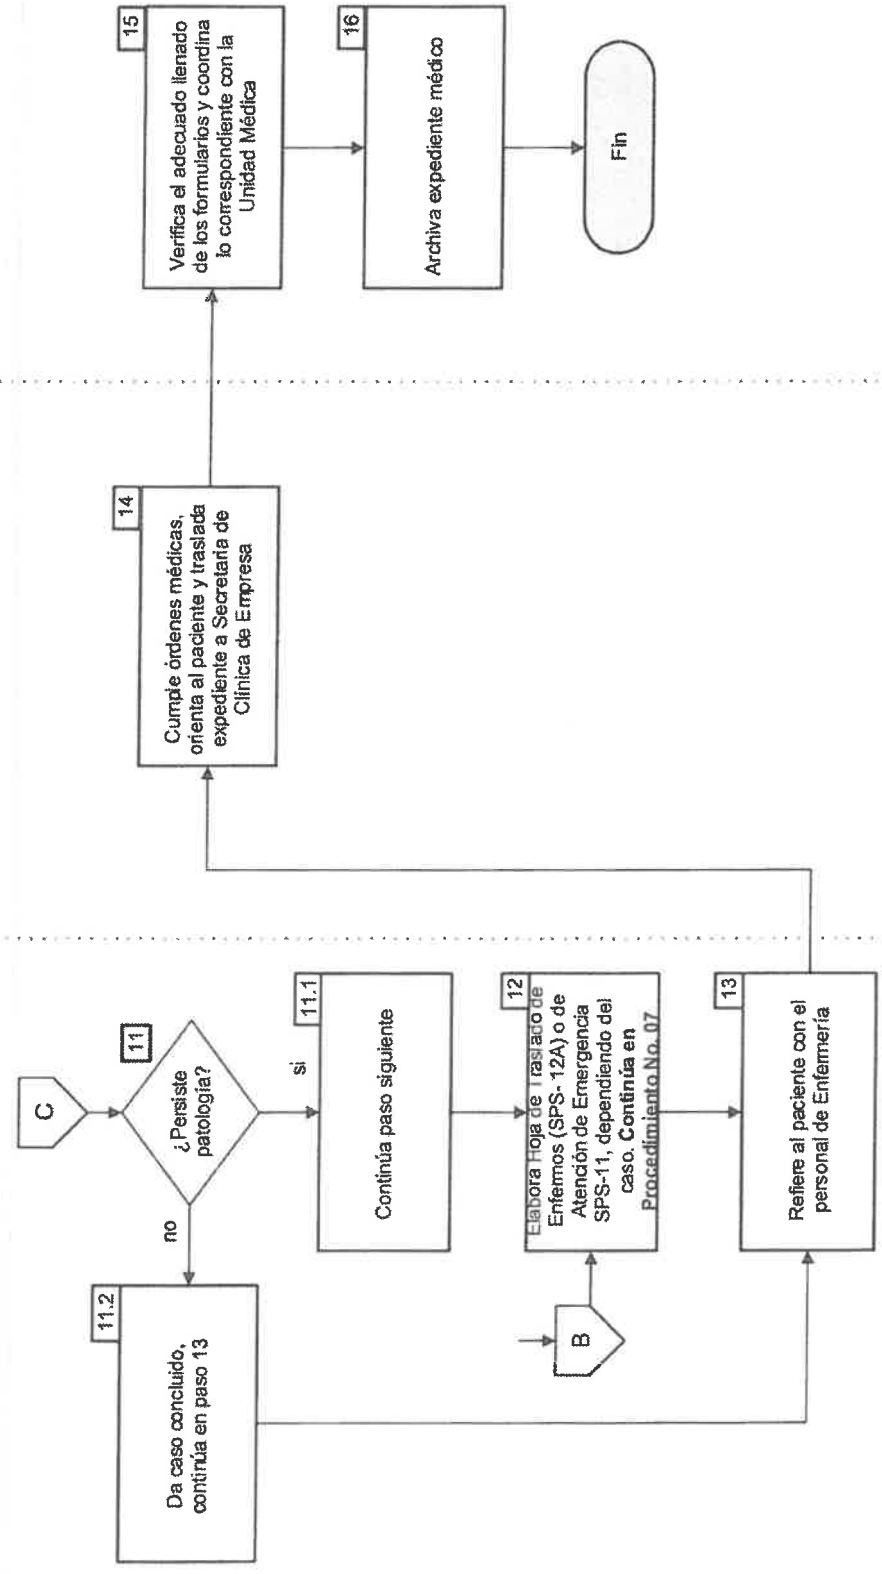 C
11
¿Persiste
patología?
no
si
11.2
Da caso concluido,
continúa en paso 13
11.1
Continúa paso siguiente
B
12
Elabora Hoja de Traslado de
Enfermos (SPS- 12A) o de
Atención de Emergencia
SPS-11, dependiendo del
caso. Continúa en
Procedimiento No. 07
13
Refiere al paciente con el
personal de Enfermería
14
Cumple órdenes médicas,
orienta al paciente y traslada
expediente a Secretaria de
Clínica de Empresa
15
Verifica el adecuado llenado
de los formularios y coordina
lo correspondiente con la
Unidad Médica
16
Archiva expediente médico
Fin